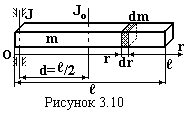 J J₀ dm
m
O r dr r
d=ℓ/2 ℓ
ℓ
Рисунок 3.10